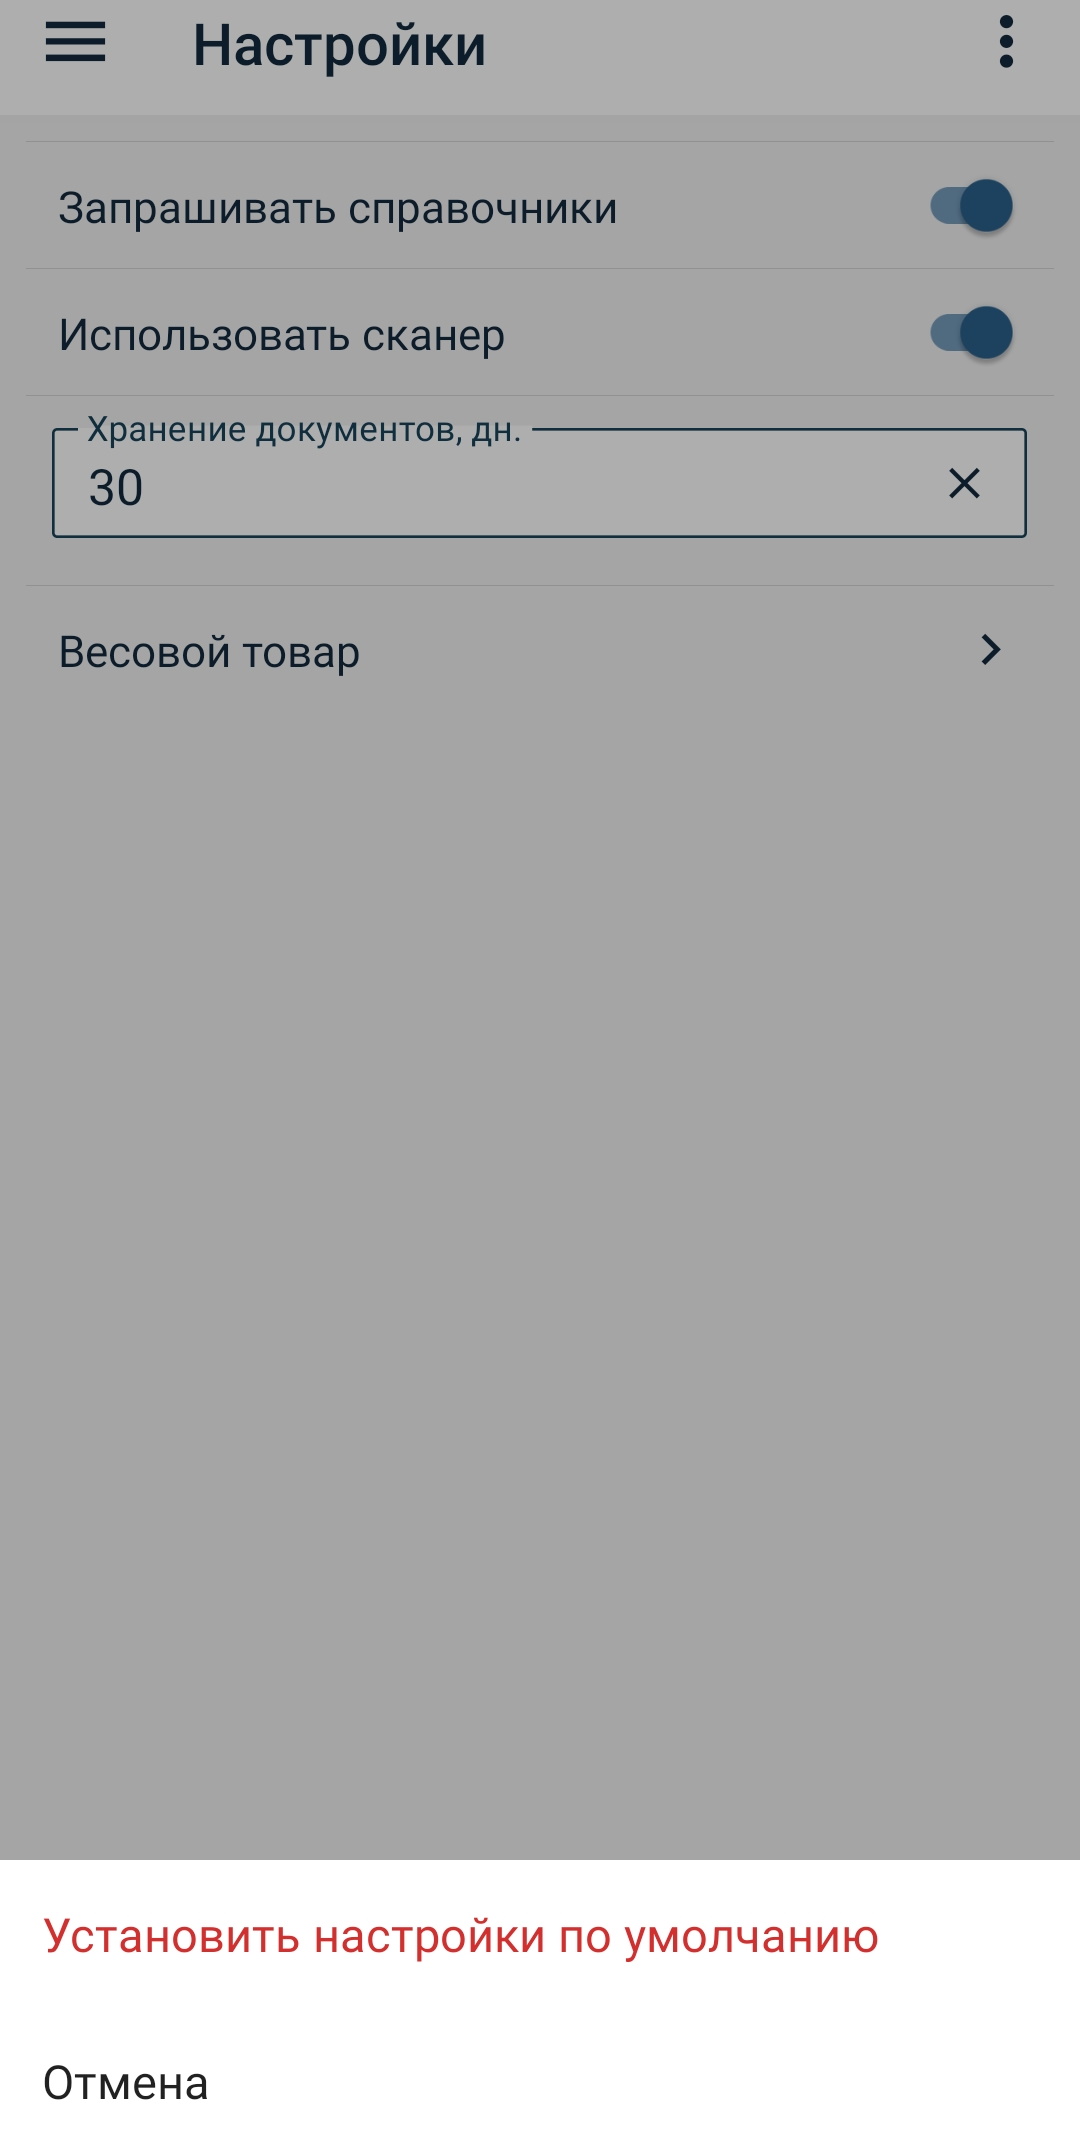 Настройки
Запрашивать справочники
Использовать сканер
Хранение документов, дн.
30
Весовой товар
Установить настройки по умолчанию
Отмена